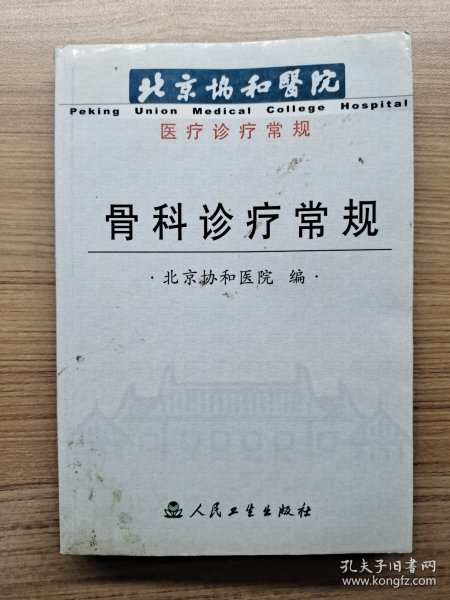 北京协和醫院
Peking Union Medical College Hospital
医疗诊疗常规
骨科诊疗常规
·北京协和医院 编·
人民卫生出版社
孔夫子旧书网
www.kongfz.com